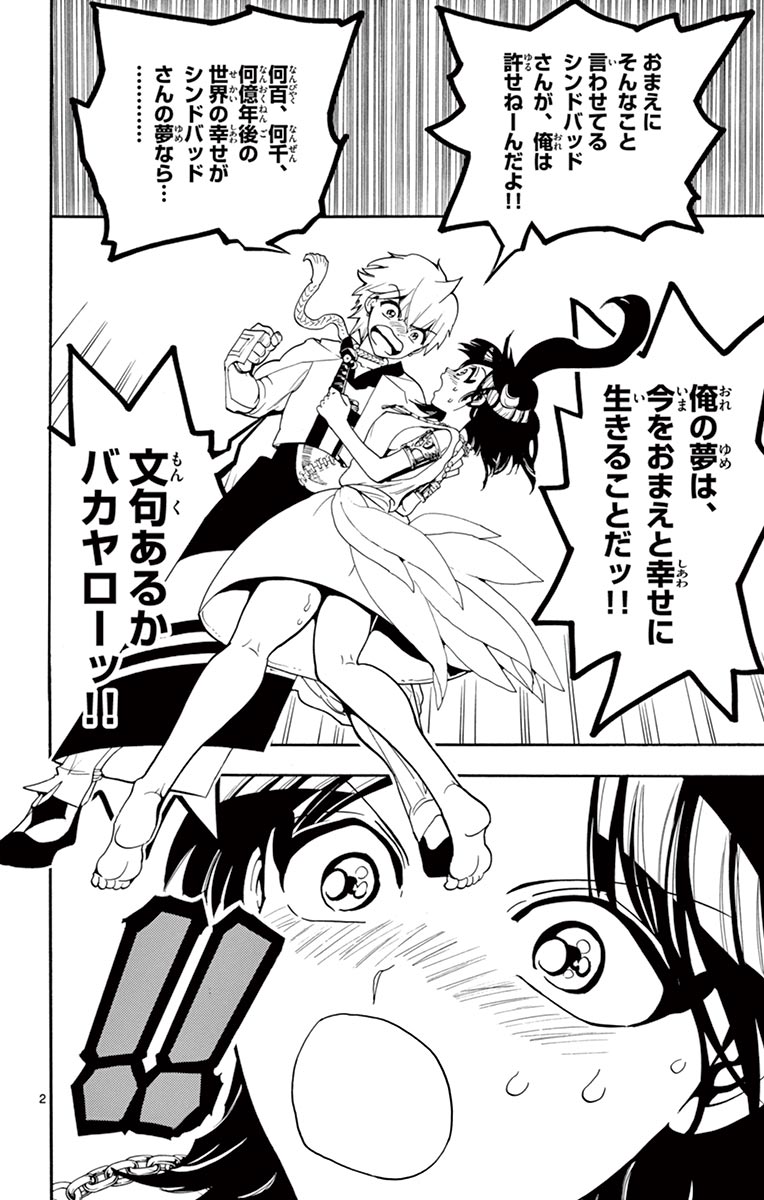 おまえに
そんなこと
言わせてる
シンドバッド
さんが、俺は
許せねーんだよ!!
何百、何千、
何億年後の
世界の幸せが
シンドバッド
さんの夢なら…
…………
俺の夢は、
今をおまえと幸せに
生きることだッ!!
文句あるか
バカヤローッ!!
!!
2